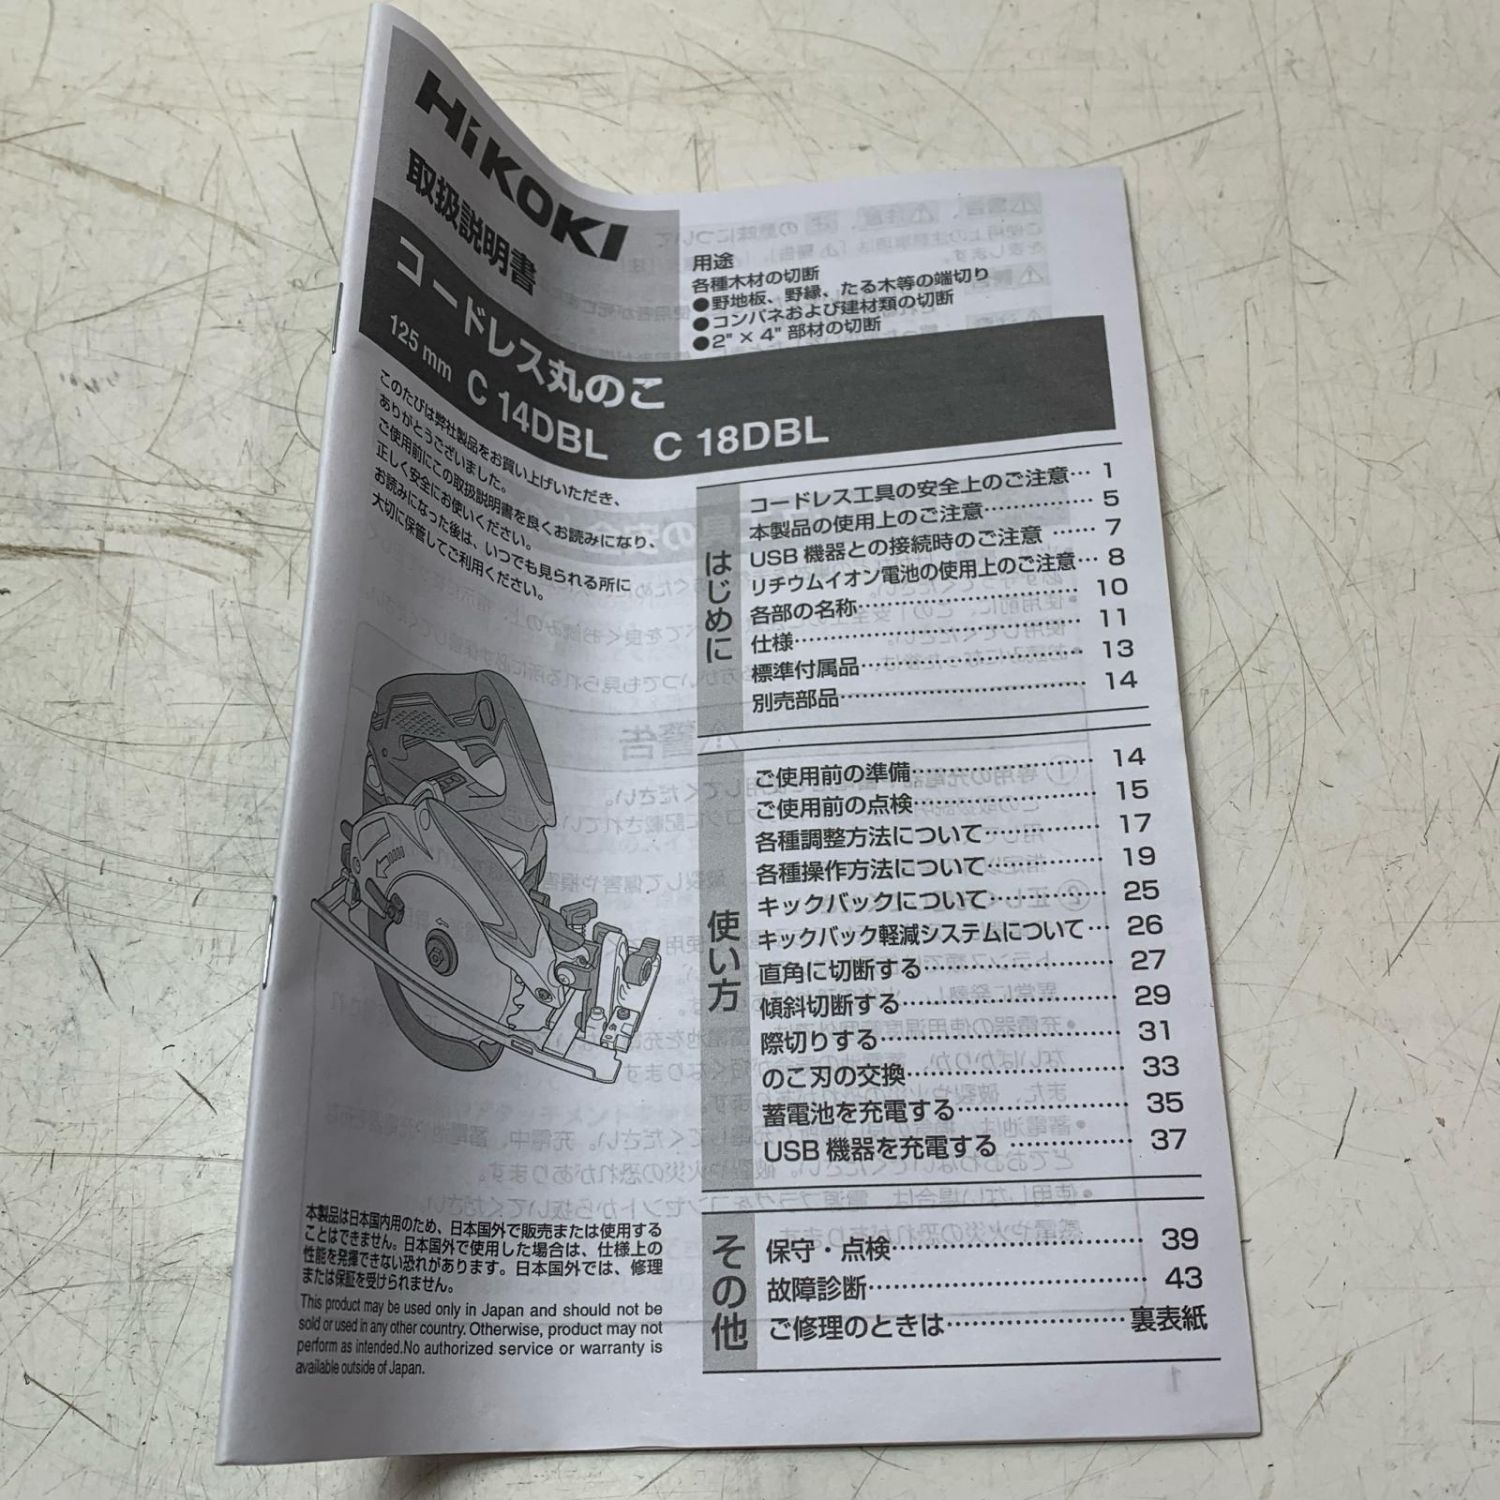 HiKOKI
取扱説明書
用途
各種木材の切断
●野地板、野縁、たる木等の端切り
●コンパネおよび建材類の切断
●2" × 4" 部材の切断
コードレス丸のこ
125 mm C 14DBL C 18DBL
このたびは弊社製品をお買い上げいただき、
ありがとうございました。
ご使用前にこの取扱説明書を良くお読みになり、
正しく安全にお使いください。
お読みになった後は、いつでも見られる所に
大切に保管してご利用ください。
はじめに
コードレス工具の安全上のご注意… 1
本製品の使用上のご注意………… 5
USB 機器との接続時のご注意 …… 7
リチウムイオン電池の使用上のご注意… 8
各部の名称……………………… 10
仕様……………………………… 11
標準付属品……………………… 13
別売部品………………………… 14
使い方
ご使用前の準備………………… 14
ご使用前の点検………………… 15
各種調整方法について………… 17
各種操作方法について………… 19
キックバックについて………… 25
キックバック軽減システムについて… 26
直角に切断する………………… 27
傾斜切断する…………………… 29
際切りする……………………… 31
のこ刃の交換…………………… 33
蓄電池を充電する……………… 35
USB 機器を充電する ………… 37
その他
保守・点検……………………… 39
故障診断………………………… 43
ご修理のときは……………… 裏表紙
本製品は日本国内用のため、日本国外で販売または使用する
ことはできません。日本国外で使用した場合は、仕様上の
性能を発揮できない恐れがあります。日本国外では、修理
または保証を受けられません。
This product may be used only in Japan and should not be
sold or used in any other country. Otherwise, product may not
perform as intended.No authorized service or warranty is
available outside of Japan.